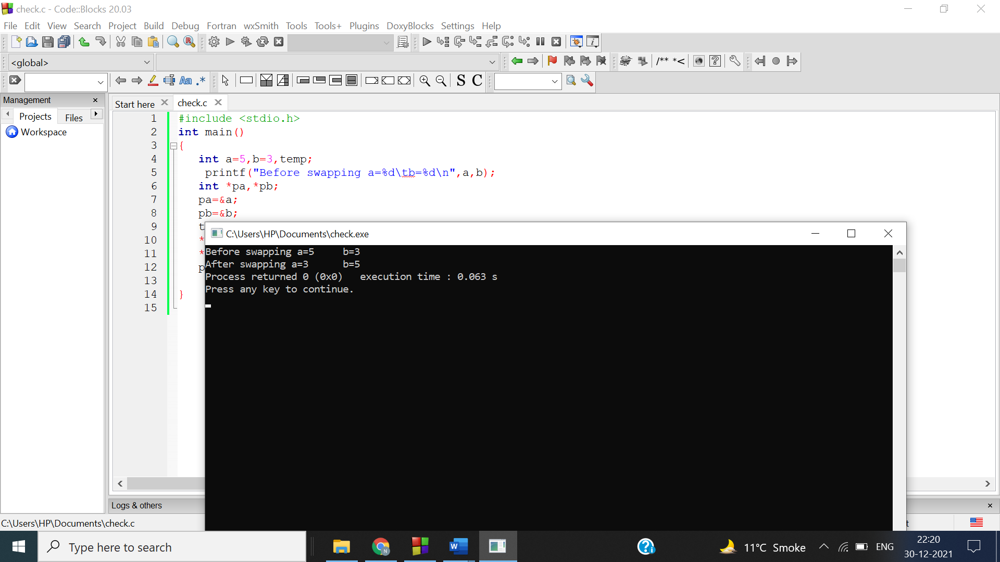 check.c - Code::Blocks 20.03
File Edit View Search Project Build Debug Fortran wxSmith Tools Tools+ Plugins DoxyBlocks Settings Help
<global>
/** *<
Aa .* S C
Management
Start here check.c
Projects Files
Workspace
1 #include <stdio.h>
2 int main()
3 {
4 int a=5,b=3,temp;
5 printf("Before swapping a=%d\tb=%d\n",a,b);
6 int *pa,*pb;
7 pa=&a;
8 pb=&b;
9 t
10 *
11 *
12 p
13
14 }
15
C:\Users\HP\Documents\check.exe
Before swapping a=5 b=3
After swapping a=3 b=5
Process returned 0 (0x0) execution time : 0.063 s
Press any key to continue.
Logs & others
C:\Users\HP\Documents\check.c
t
Type here to search
11°C Smoke
ENG
22:20
30-12-2021